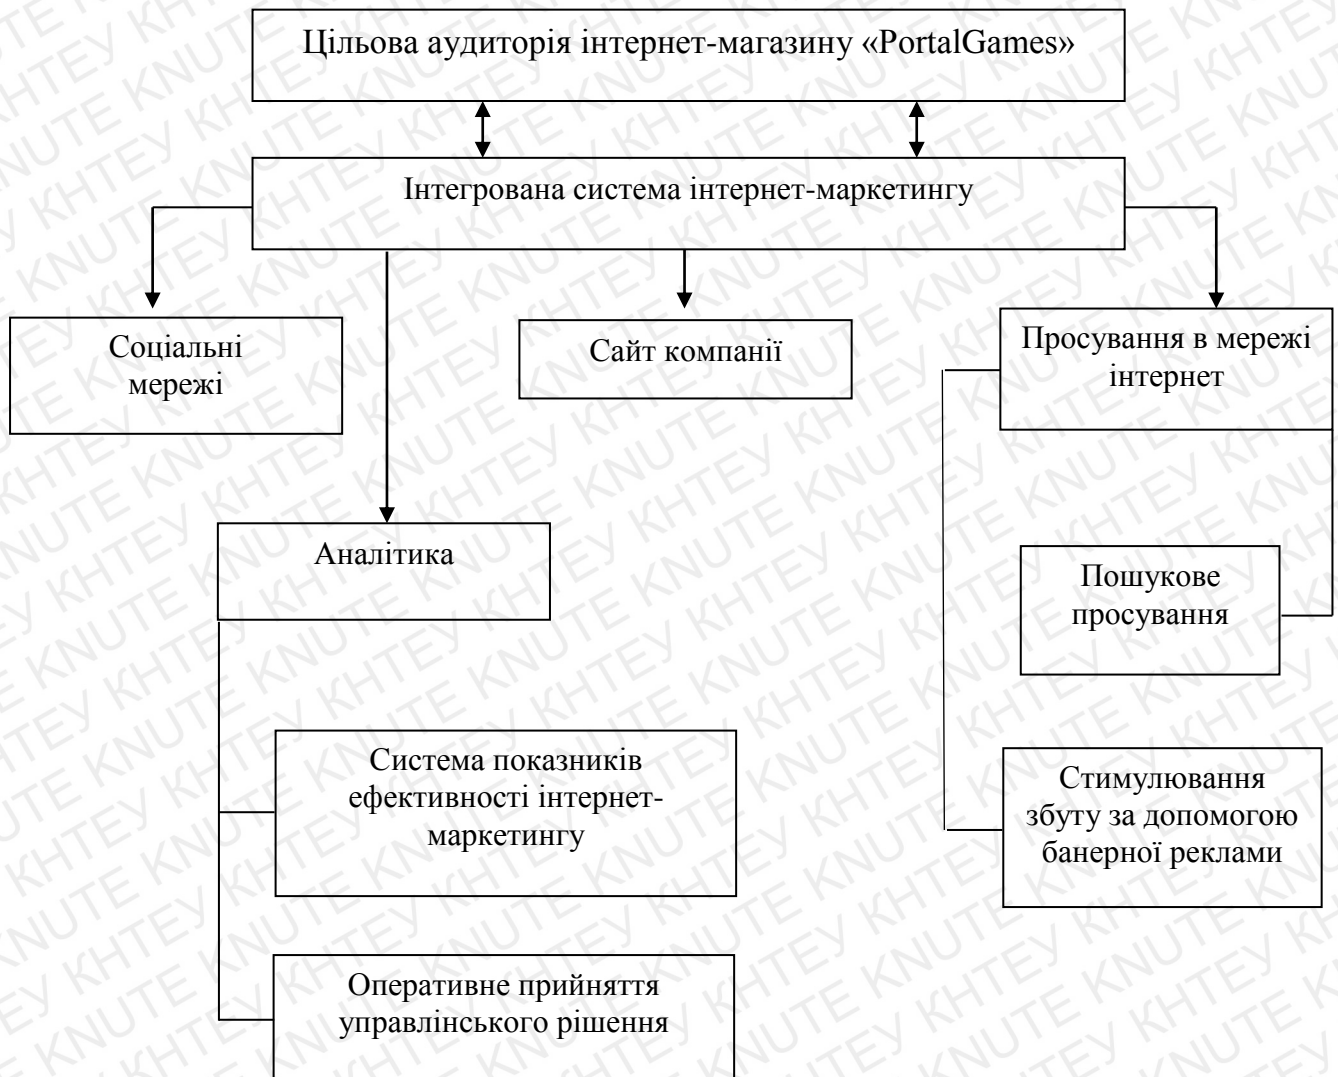 Цільова аудиторія інтернет-магазину «PortalGames»
Інтегрована система інтернет-маркетингу
Соціальні
мережі
Сайт компанії
Просування в мережі
інтернет
Аналітика
Пошукове
просування
Система показників
ефективності інтернет-
маркетингу
Стимулювання
збуту за допомогою
банерної реклами
Оперативне прийняття
управлінського рішення